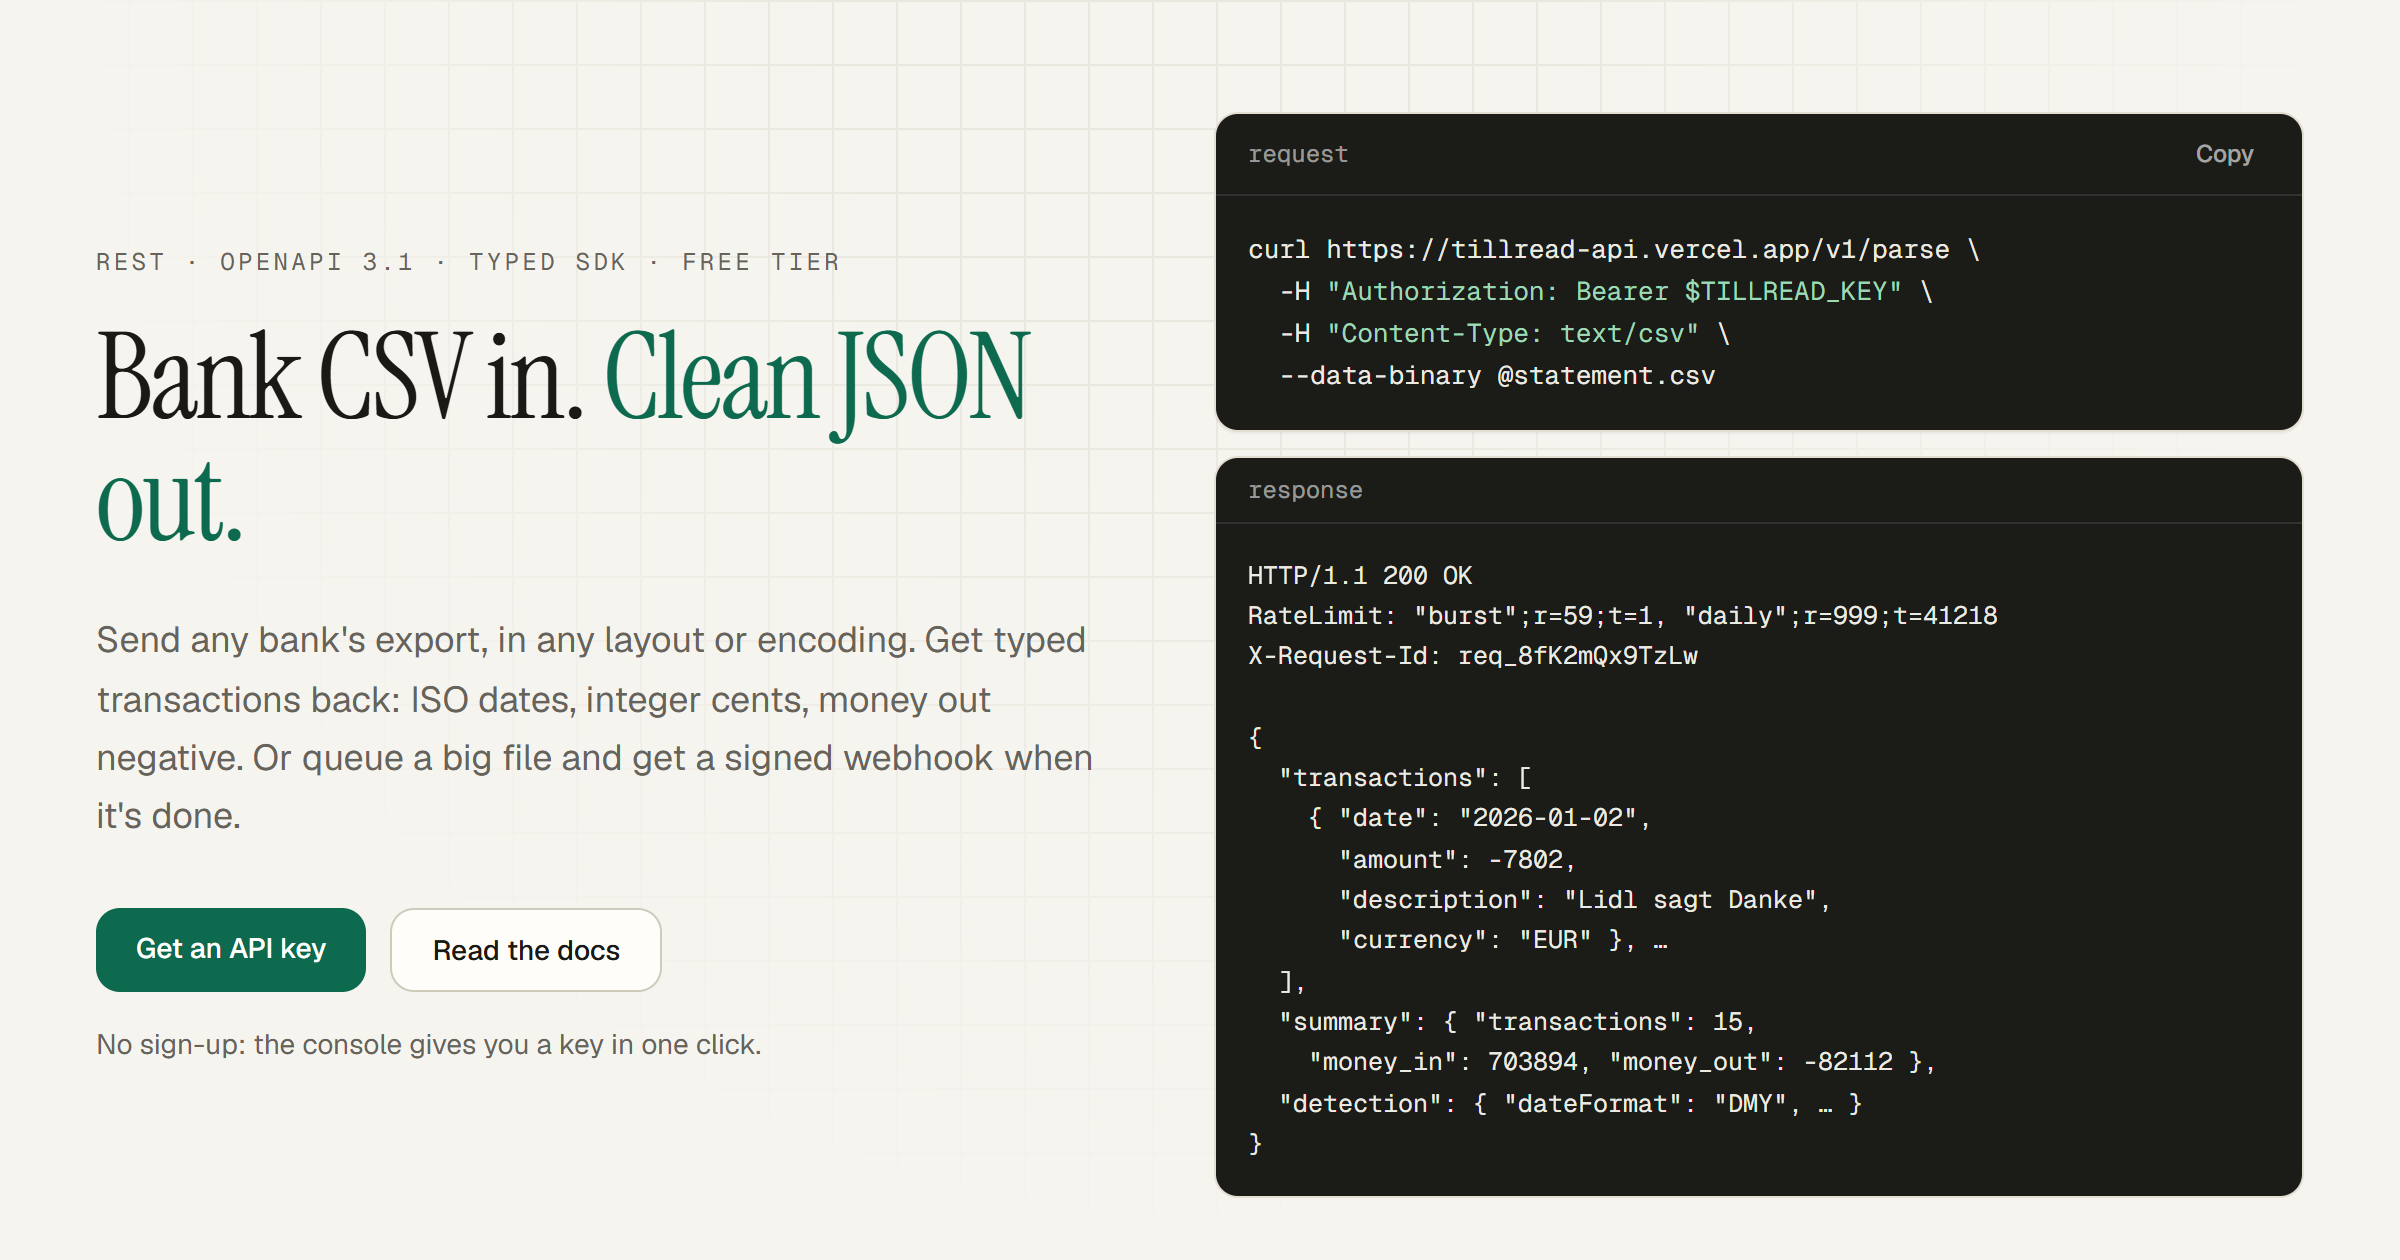 REST · OPENAPI 3.1 · TYPED SDK · FREE TIER
Bank CSV in. Clean JSON
out.
Send any bank's export, in any layout or encoding. Get typed
transactions back: ISO dates, integer cents, money out
negative. Or queue a big file and get a signed webhook when
it's done.
Get an API key
Read the docs
No sign-up: the console gives you a key in one click.
request
Copy
curl https://tillread-api.vercel.app/v1/parse \
  -H "Authorization: Bearer $TILLREAD_KEY" \
  -H "Content-Type: text/csv" \
  --data-binary @statement.csv
response
HTTP/1.1 200 OK
RateLimit: "burst";r=59;t=1, "daily";r=999;t=41218
X-Request-Id: req_8fK2mQx9TzLw
{
  "transactions": [
    { "date": "2026-01-02",
      "amount": -7802,
      "description": "Lidl sagt Danke",
      "currency": "EUR" }, …
  ],
  "summary": { "transactions": 15,
    "money_in": 703894, "money_out": -82112 },
  "detection": { "dateFormat": "DMY", … }
}